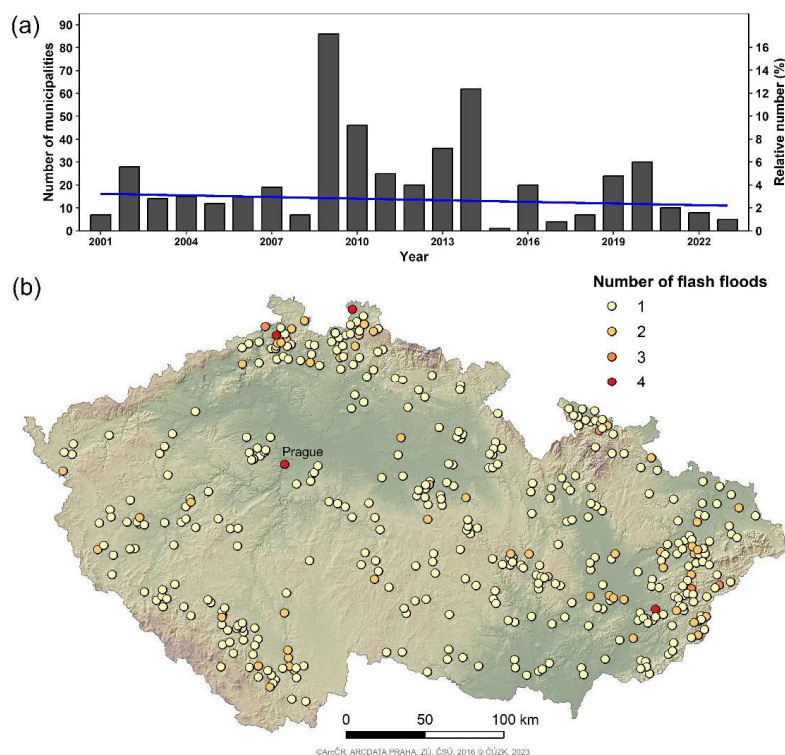 (a)
Number of municipalities
90
80
70
60
50
40
30
20
10
0
16
14
12
10
8
6
4
2
0
Relative number (%)
2001 2004 2007 2010 2013 2016 2019 2022
Year
(b)
Number of flash floods
1
2
3
4
Prague
0 50 100 km
©ArcČR, ARCDATA PRAHA, ZÚ, ČSÚ, 2016 © ČÚZK, 2023